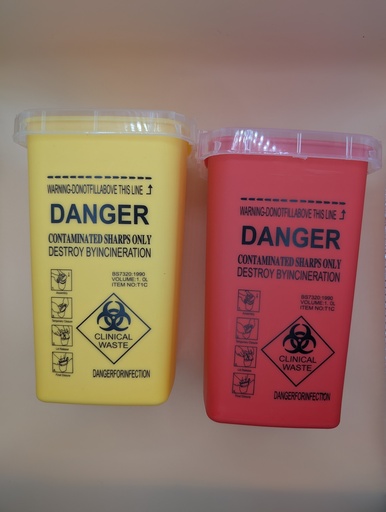 WARNING-DONOTFILLABOVE THIS LINE
DANGER
CONTAMINATED SHARPS ONLY
DESTROY BYINCINERATION
BS7320:1990
VOLUME:1. 0L
ITEM NO:T1C
CLINICAL
WASTE
DANGERFORINFECTION
WARNING-DONOTFILLABOVE THIS LINE
DANGER
CONTAMINATED SHARPS ONLY
DESTROY BYINCINERATION
BS7320:1990
VOLUME:1. 0L
ITEM NO:T1C
CLINICAL
WASTE
DANGERFORINFECTION